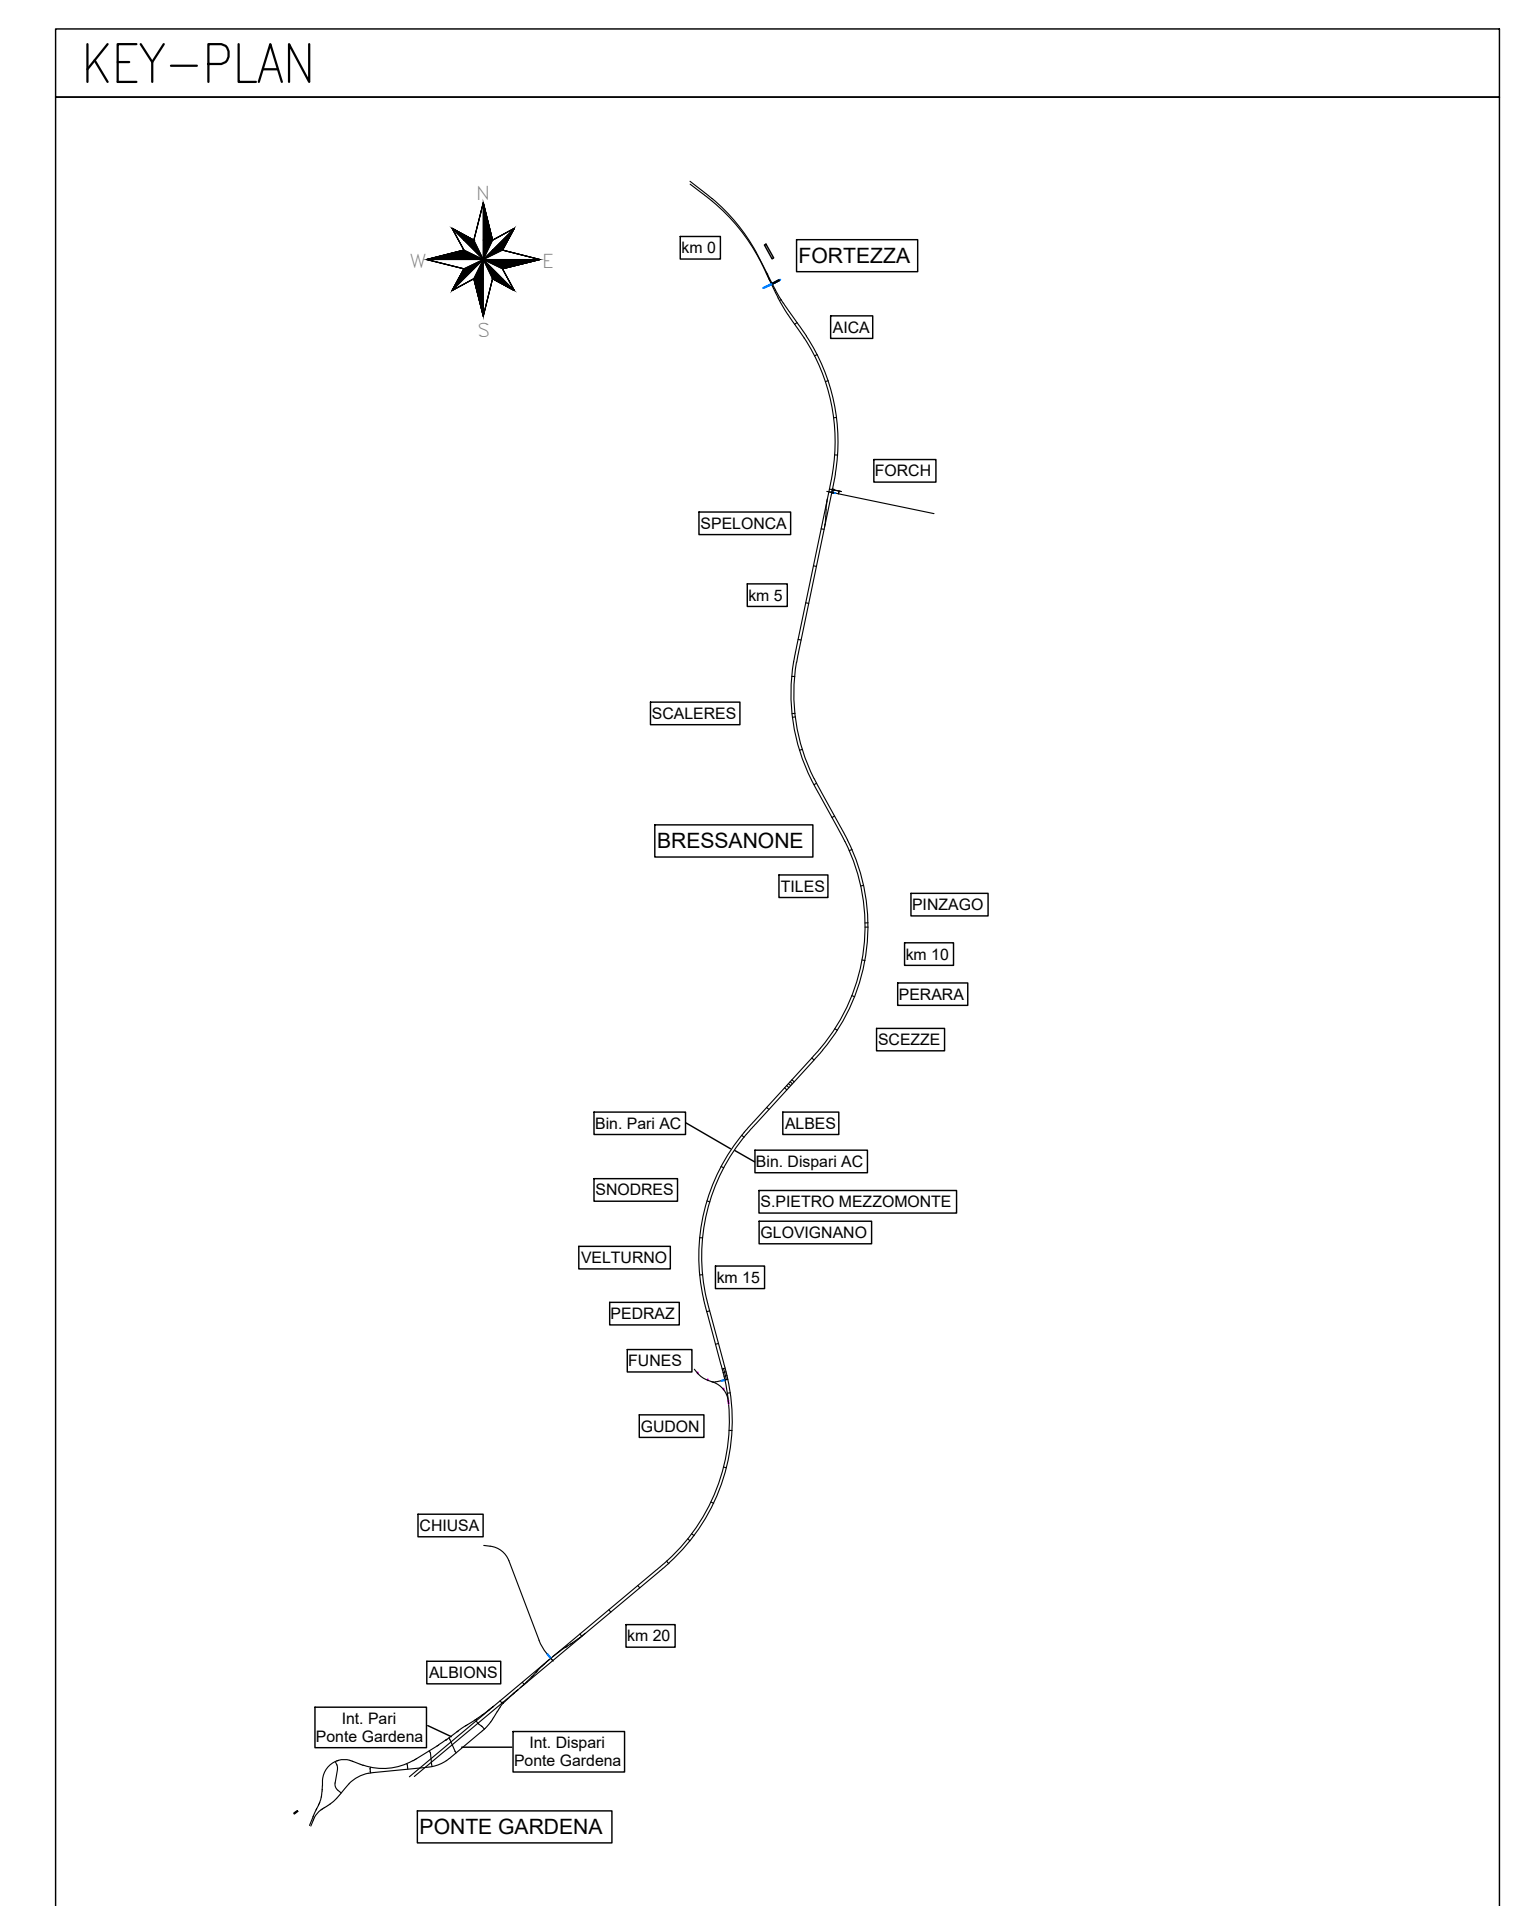 KEY-PLAN
N
km 0
FORTEZZA
W
E
S
AICA
FORCH
SPELONCA
km 5
SCALERES
BRESSANONE
TILES
PINZAGO
km 10
PERARA
SCEZZE
Bin. Pari AC
ALBES
Bin. Dispari AC
SNODRES
S.PIETRO MEZZOMONTE
GLOVIGNANO
VELTURNO
km 15
PEDRAZ
FUNES
GUDON
CHIUSA
km 20
ALBIONS
Int. Pari
Ponte Gardena
Int. Dispari
Ponte Gardena
PONTE GARDENA